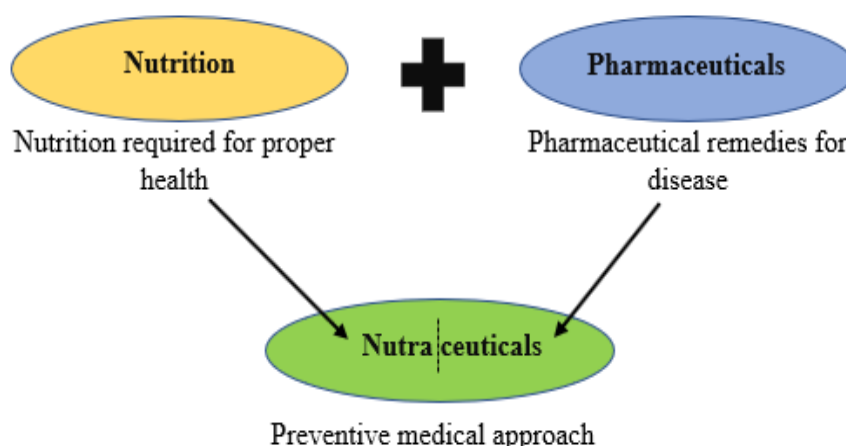 Nutrition
Pharmaceuticals
Nutrition required for proper
health
Pharmaceutical remedies for
disease
Nutra ceuticals
Preventive medical approach